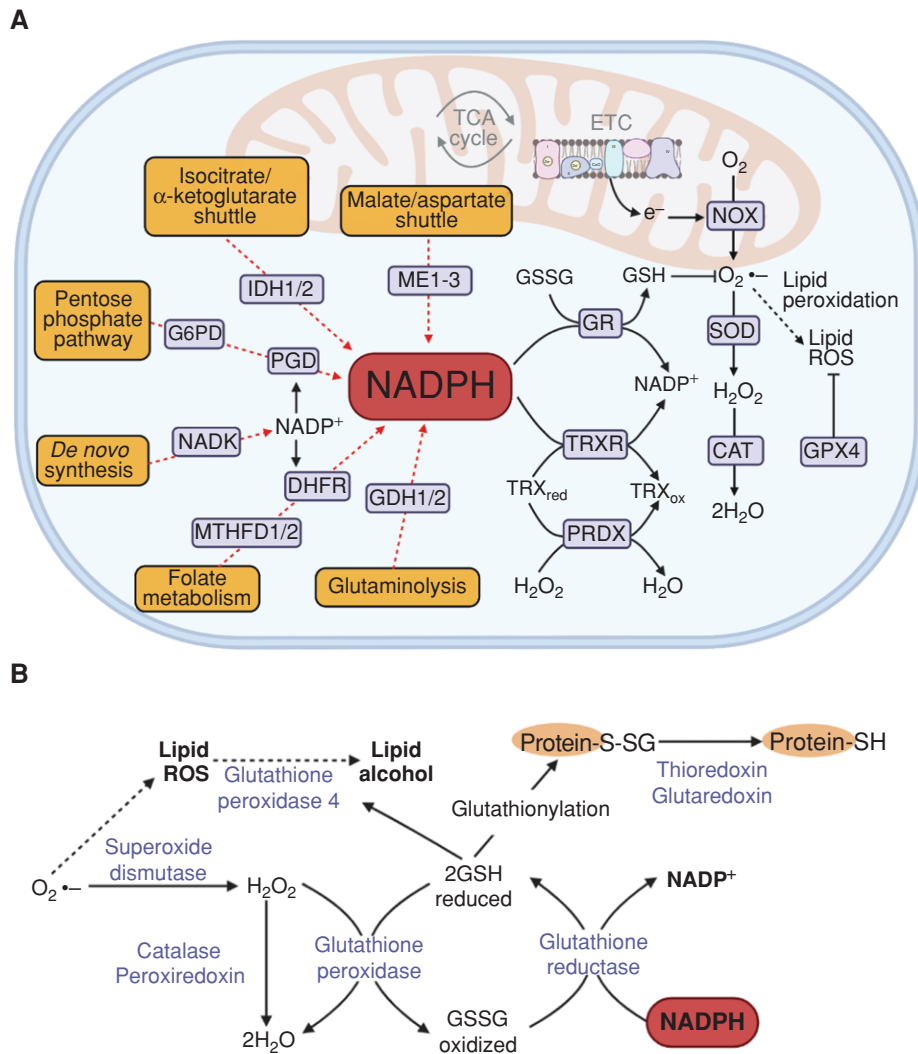 A
TCA
cycle
ETC
O₂
Isocitrate/
α-ketoglutarate
shuttle
Malate/aspartate
shuttle
e⁻
NOX
IDH1/2
ME1-3
GSSG
GSH
O₂•−
Lipid
peroxidation
Pentose
phosphate
pathway
G6PD
PGD
GR
SOD
Lipid
ROS
NADPH
NADP⁺
H₂O₂
De novo
synthesis
NADK
NADP⁺
TRXR
CAT
GPX4
DHFR
GDH1/2
TRXred
TRXox
2H₂O
MTHFD1/2
PRDX
Folate
metabolism
Glutaminolysis
H₂O₂
H₂O
B
Lipid
ROS
Glutathione
peroxidase 4
Lipid
alcohol
Protein-S-SG
Protein-SH
Thioredoxin
Glutaredoxin
Glutathionylation
Superoxide
dismutase
O₂•−
H₂O₂
2GSH
reduced
NADP⁺
Catalase
Peroxiredoxin
Glutathione
peroxidase
Glutathione
reductase
2H₂O
GSSG
oxidized
NADPH